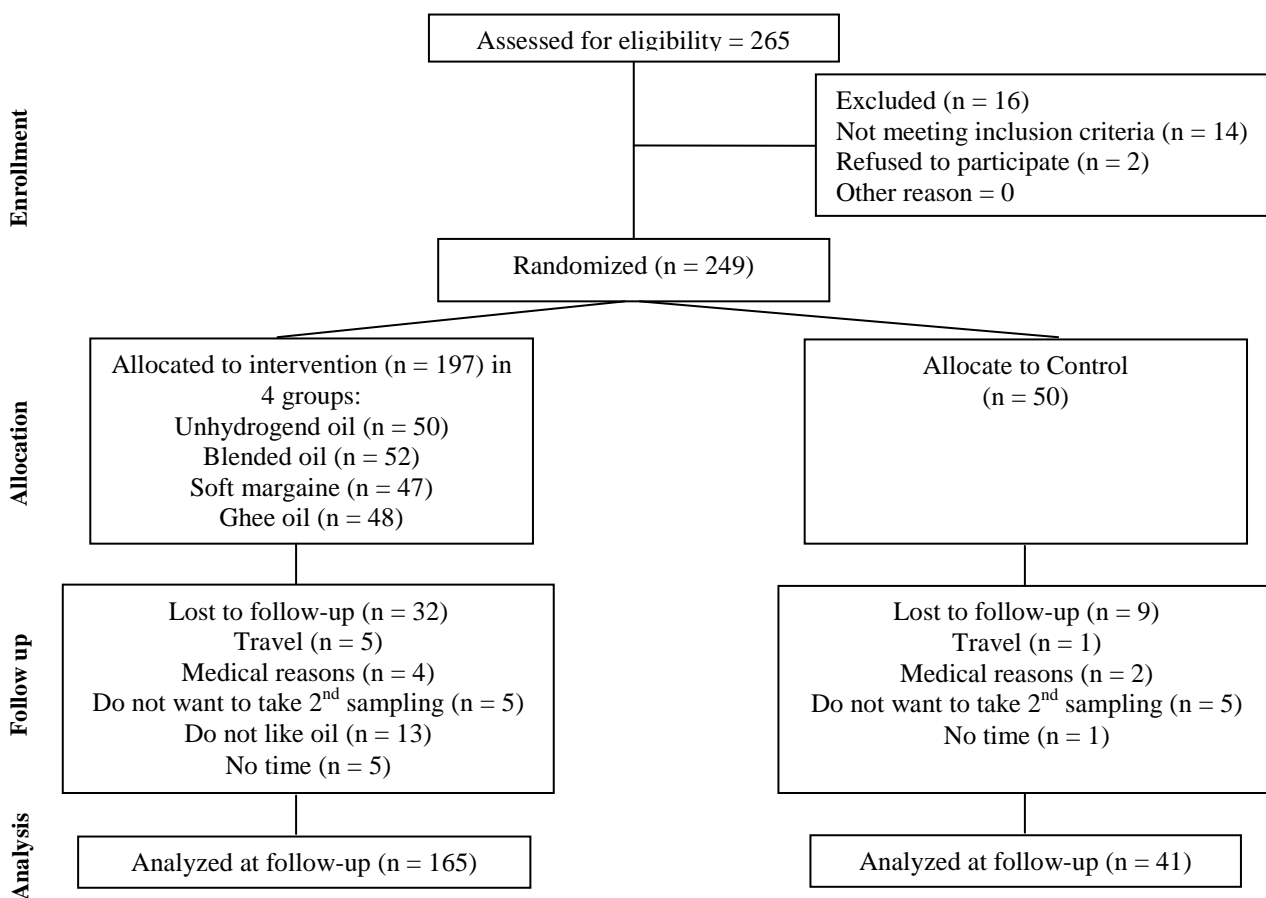 Assessed for eligibility = 265
Enrollment
Excluded (n = 16)
Not meeting inclusion criteria (n = 14)
Refused to participate (n = 2)
Other reason = 0
Randomized (n = 249)
Allocation
Allocated to intervention (n = 197) in
4 groups:
Unhydrogend oil (n = 50)
Blended oil (n = 52)
Soft margaine (n = 47)
Ghee oil (n = 48)
Allocate to Control
(n = 50)
Follow up
Lost to follow-up (n = 32)
Travel (n = 5)
Medical reasons (n = 4)
Do not want to take 2nd sampling (n = 5)
Do not like oil (n = 13)
No time (n = 5)
Lost to follow-up (n = 9)
Travel (n = 1)
Medical reasons (n = 2)
Do not want to take 2nd sampling (n = 5)
No time (n = 1)
Analysis
Analyzed at follow-up (n = 165)
Analyzed at follow-up (n = 41)